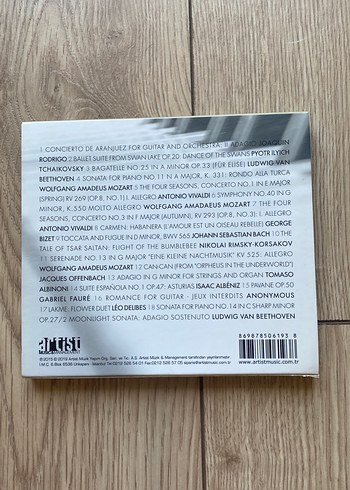 1 CONCIERTO DE ARANJUEZ FOR GUITAR AND ORCHESTRA: II ADAGIO JOAQUIN
RODRIGO 2 BALLET SUITE FROM SWAN LAKE OP.20 DANCE OF THE SWANS PYOTR ILYICH
TCHAIKOVSKY 3 BAGATELLE NO 25 IN A MINOR OP.33 (FUR ELISE) LUDWIG VAN
BEETHOVEN 4 SONATA FOR PIANO NO.11 N A MAJOR, K. 331: RONDO ALLA TURCA
WOLFGANG AMADEUS MOZART 5 THE FOUR SEASONS, CONCERTO NO.1 IN E MAJOR
(SPRING) RV 269 (OP.8, NO.1)I. ALLEGRO ANTONIO VIVALDI 6 SYMPHONY NO.40 IN G
MINOR, K.550 MOLTO ALLEGRO WOLFGANG AMADAEUS MOZART 7 THE FOUR
SEASONS, CONCERTO NO.3 IN F MAJOR (AUTUMN), RV 293 (OP.8, NO.3): I. ALLEGRO
ANTONIO VIVALDI 8 CARMEN: HABANERA (L'AMOUR EST UN OISEAU REBELLE) GEORGE
BIZET 9 TOCCATA AND FUGUE IN D MINOR, BWV 565 JOHANN SEBASTIAN BACH 10 THE
TALE OF TSAR SALTAN: FLIGHT OF THE BUMBLEBEE NIKOLAI RIMSKY-KORSAKOV
11 SERENADE NO.13 IN G MAJOR "EINE KLEINE NACHTMUSIK" KV 525: ALLEGRO
WOLFGANG AMADEUS MOZART 12 CAN-CAN (FROM "ORPHEUS IN THE UNDERWORLD")
JACQUES OFFENBACH 13 ADAGIO IN G MINOR FOR STRINGS AND ORGAN TOMASO
ALBINONI 14 SUITE ESPAÑOLA NO.1 OP.47: ASTURIAS ISAAC ALBÉNIZ 15 PAVANE OP.50
GABRIEL FAURÉ 16 ROMANCE FOR GUITAR - JEUX INTERDITS ANONYMOUS
17 LAKME: FLOWER DUET LÉO DELIBES 18 SONATA FOR PIANO NO.14 IN C SHARP MINOR
OP.27/2 MOONLIGHT SONATA: ADAGIO SOSTENUTO LUDWIG VAN BEETHOVEN
artist
8 698785 061938
www.artistmusic.com.tr